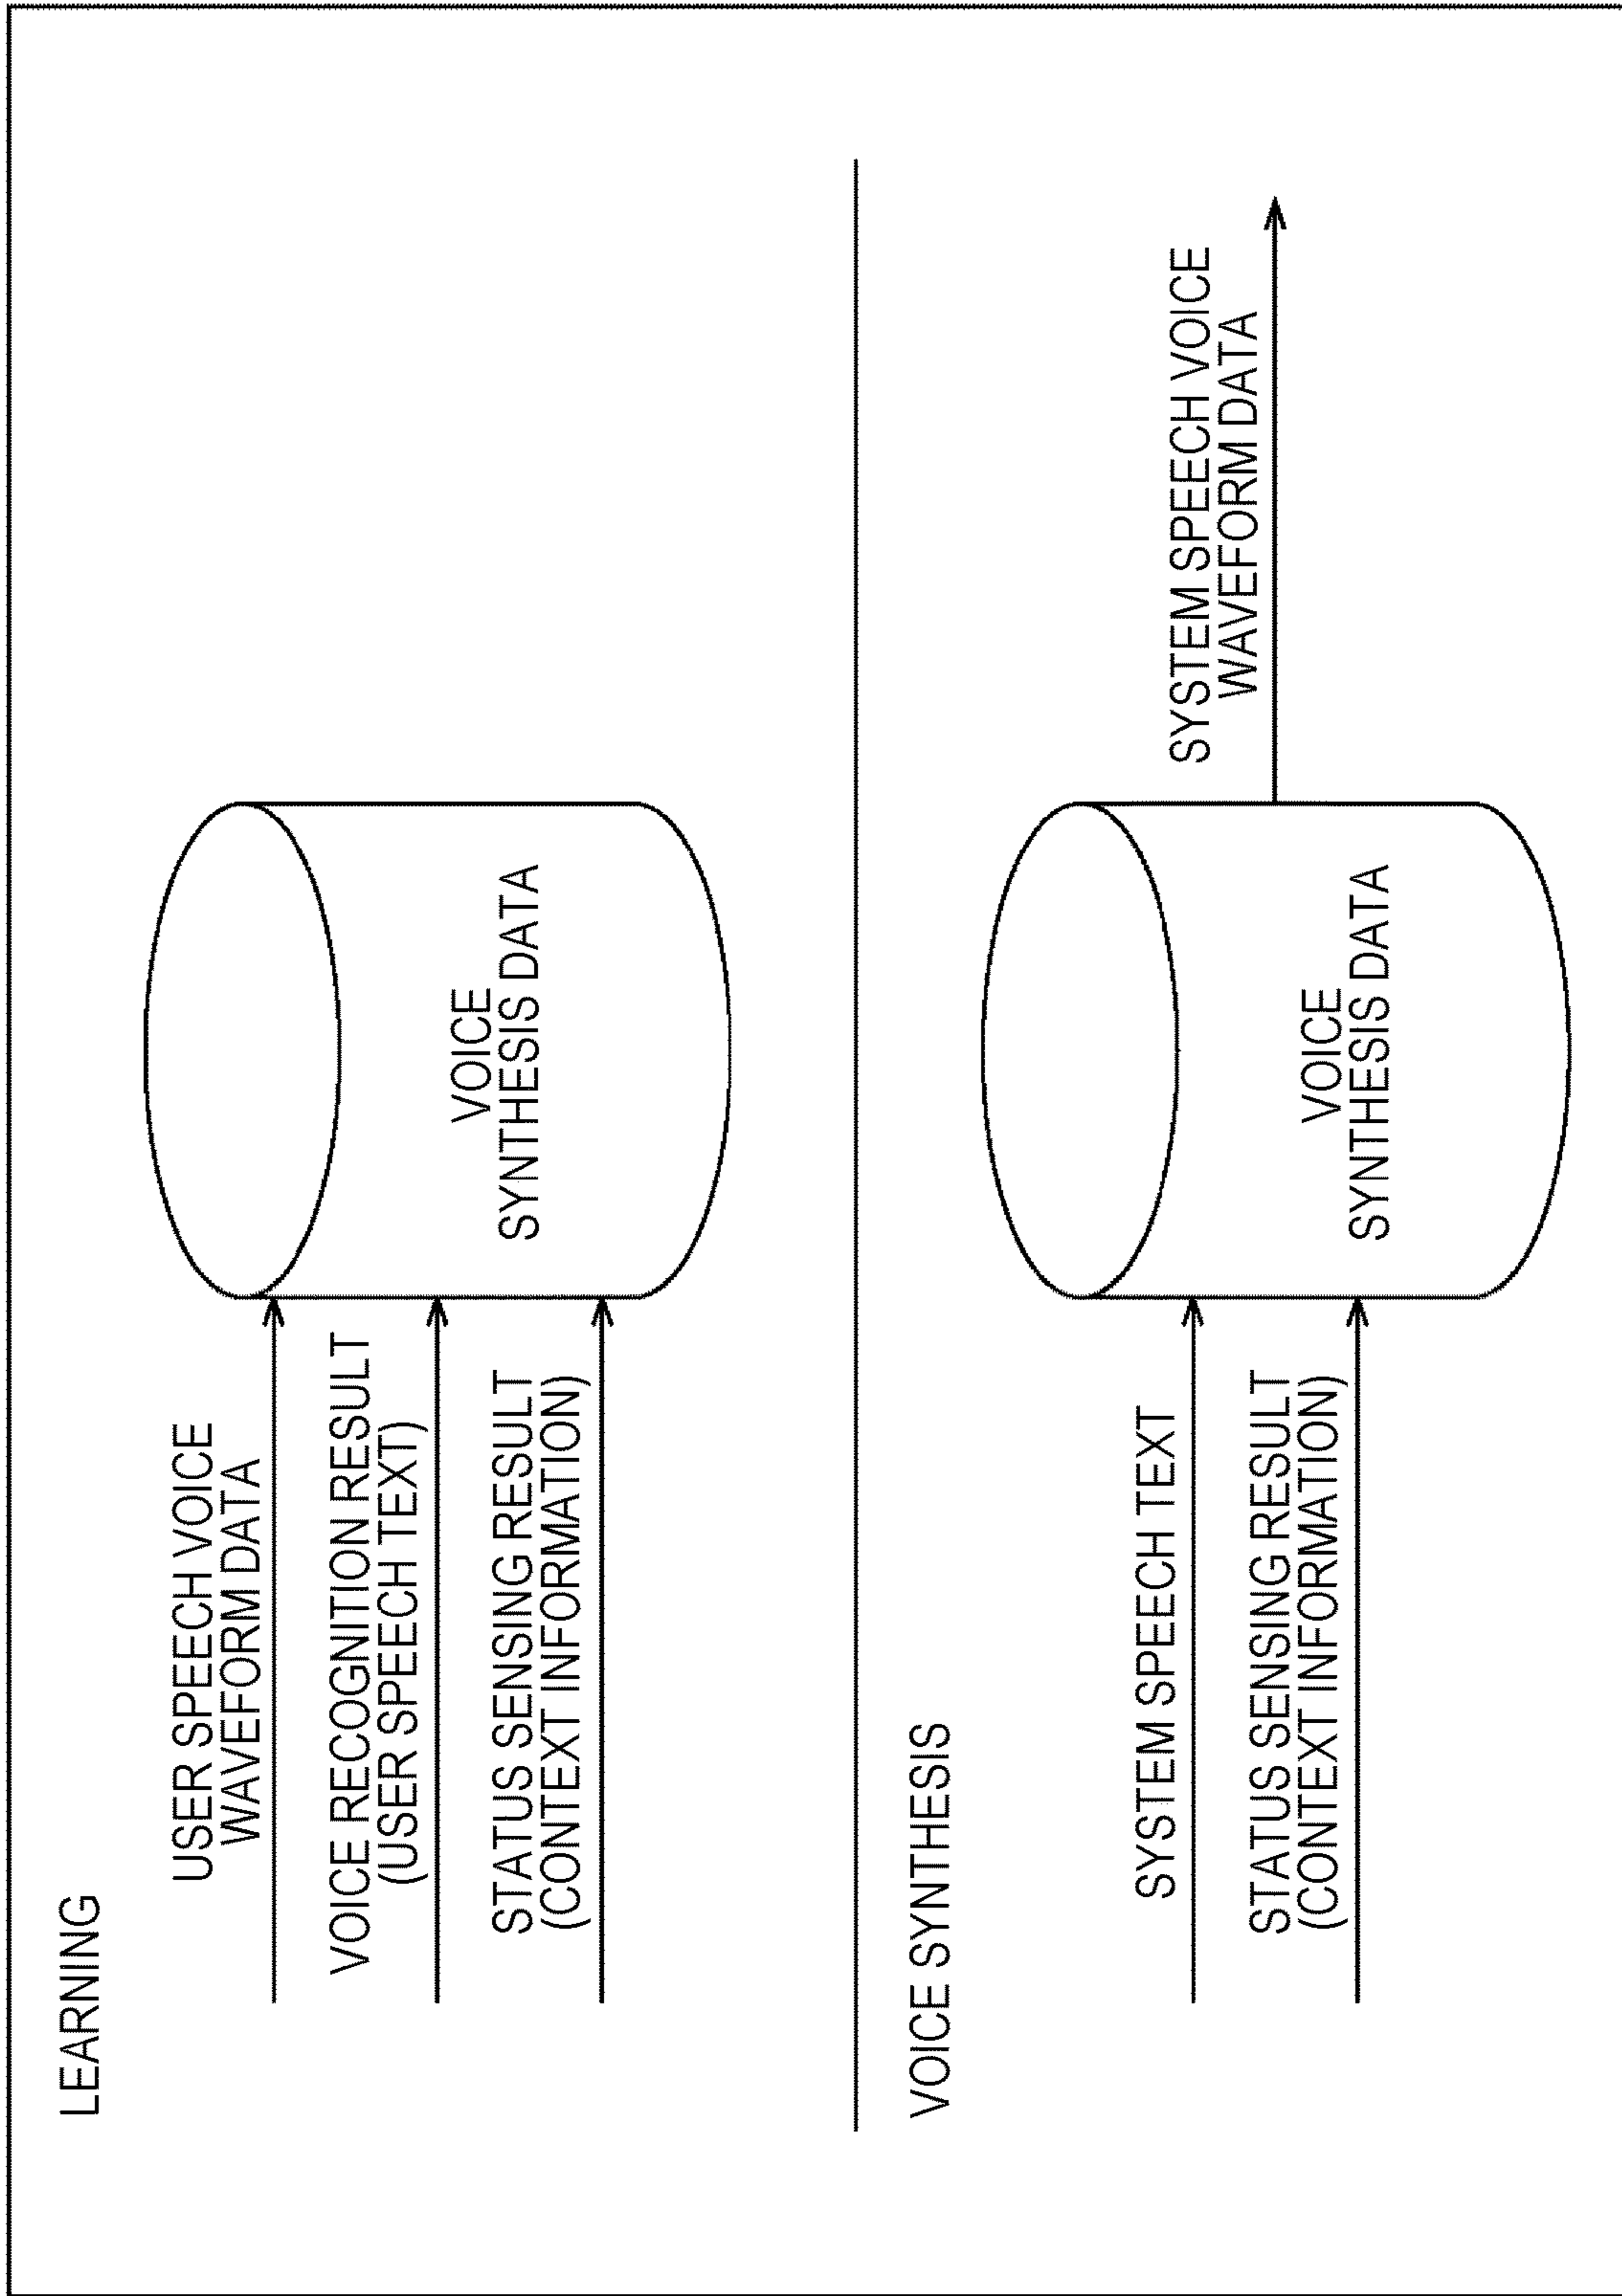 LEARNING
USER SPEECH VOICE
WAVEFORM DATA
VOICE RECOGNITION RESULT
(USER SPEECH TEXT)
STATUS SENSING RESULT
(CONTEXT INFORMATION)
VOICE
SYNTHESIS DATA
VOICE SYNTHESIS
SYSTEM SPEECH TEXT
STATUS SENSING RESULT
(CONTEXT INFORMATION)
VOICE
SYNTHESIS DATA
SYSTEM SPEECH VOICE
WAVEFORM DATA